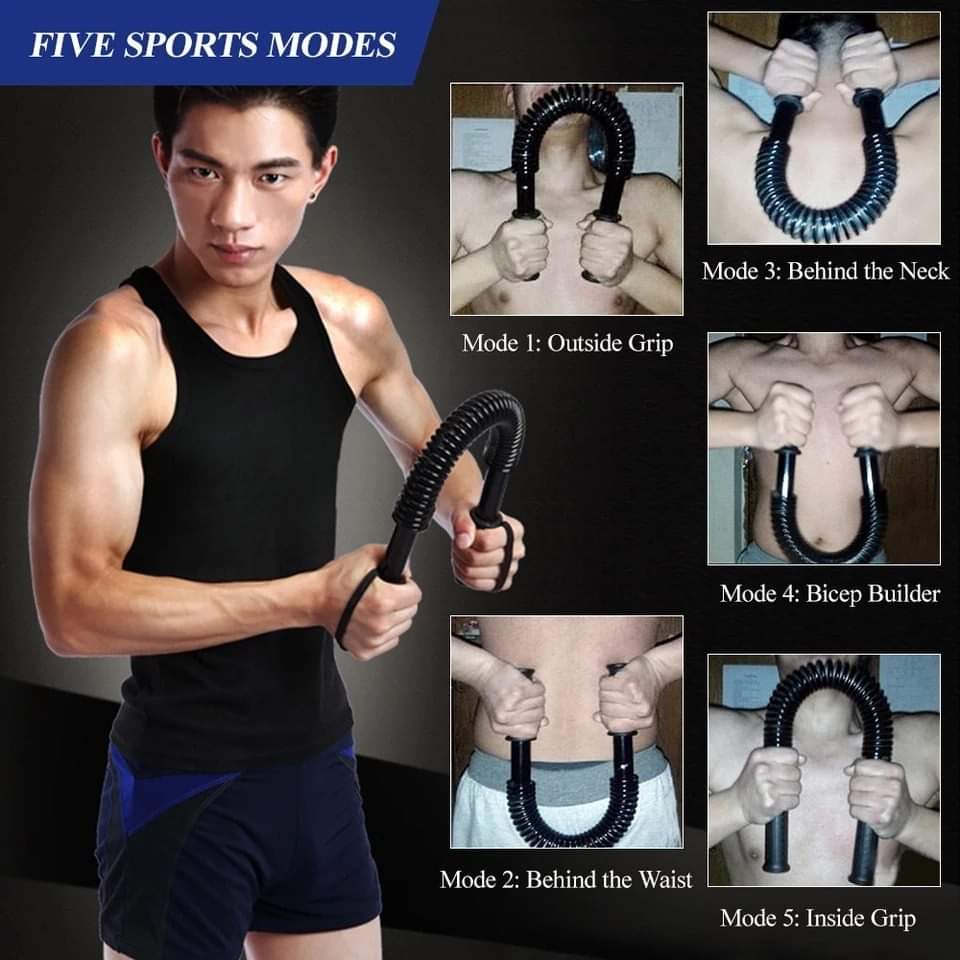 FIVE SPORTS MODES
Mode 1: Outside Grip
Mode 2: Behind the Waist
Mode 3: Behind the Neck
Mode 4: Bicep Builder
Mode 5: Inside Grip